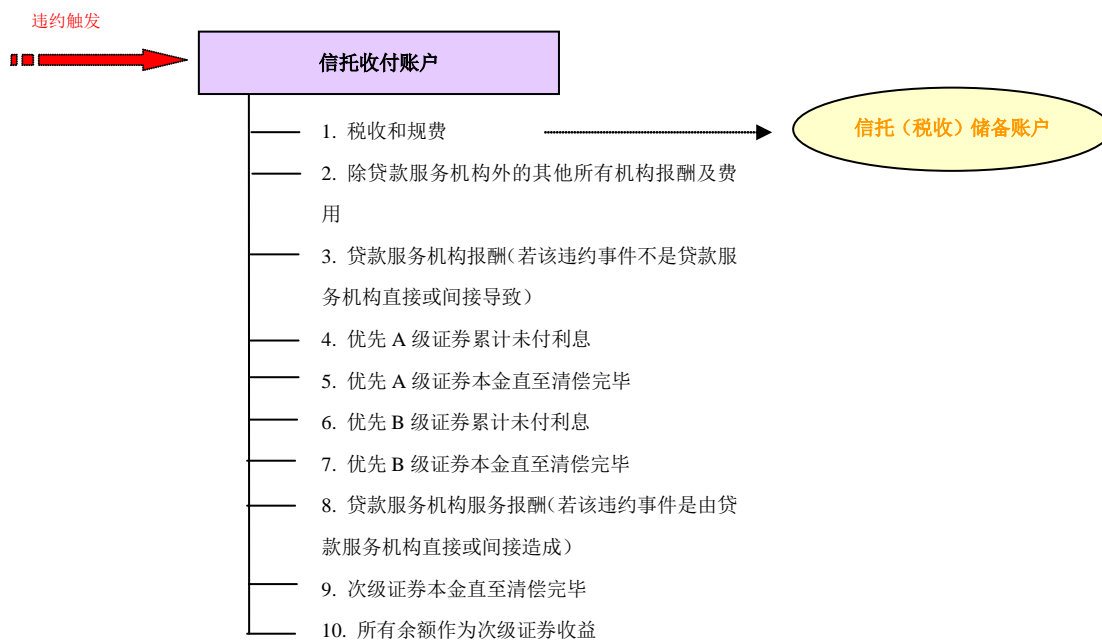 违约触发
信托收付账户
1. 税收和规费
信托（税收）储备账户
2. 除贷款服务机构外的其他所有机构报酬及费
用
3. 贷款服务机构报酬（若该违约事件不是贷款服
务机构直接或间接导致）
4. 优先 A 级证券累计未付利息
5. 优先 A 级证券本金直至清偿完毕
6. 优先 B 级证券累计未付利息
7. 优先 B 级证券本金直至清偿完毕
8. 贷款服务机构服务报酬（若该违约事件是由贷
款服务机构直接或间接造成）
9. 次级证券本金直至清偿完毕
10. 所有余额作为次级证券收益